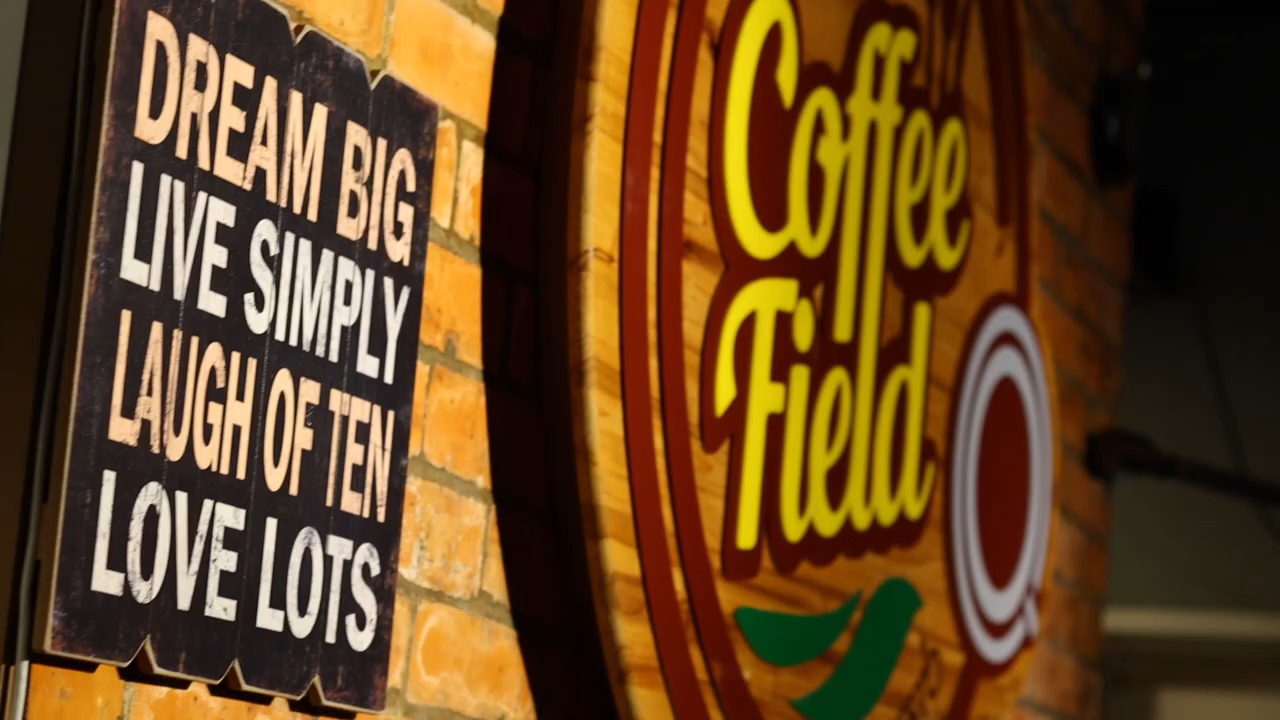 DREAM BIG
LIVE SIMPLY
LAUGH OF TEN
LOVE LOTS
Coffee
Field